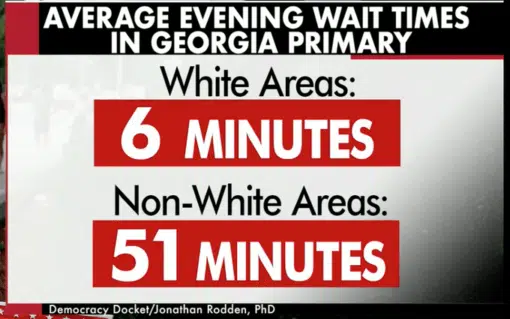 AVERAGE EVENING WAIT TIMES
IN GEORGIA PRIMARY
White Areas:
6 MINUTES
Non-White Areas:
51 MINUTES
Democracy Docket/Jonathan Rodden, PhD